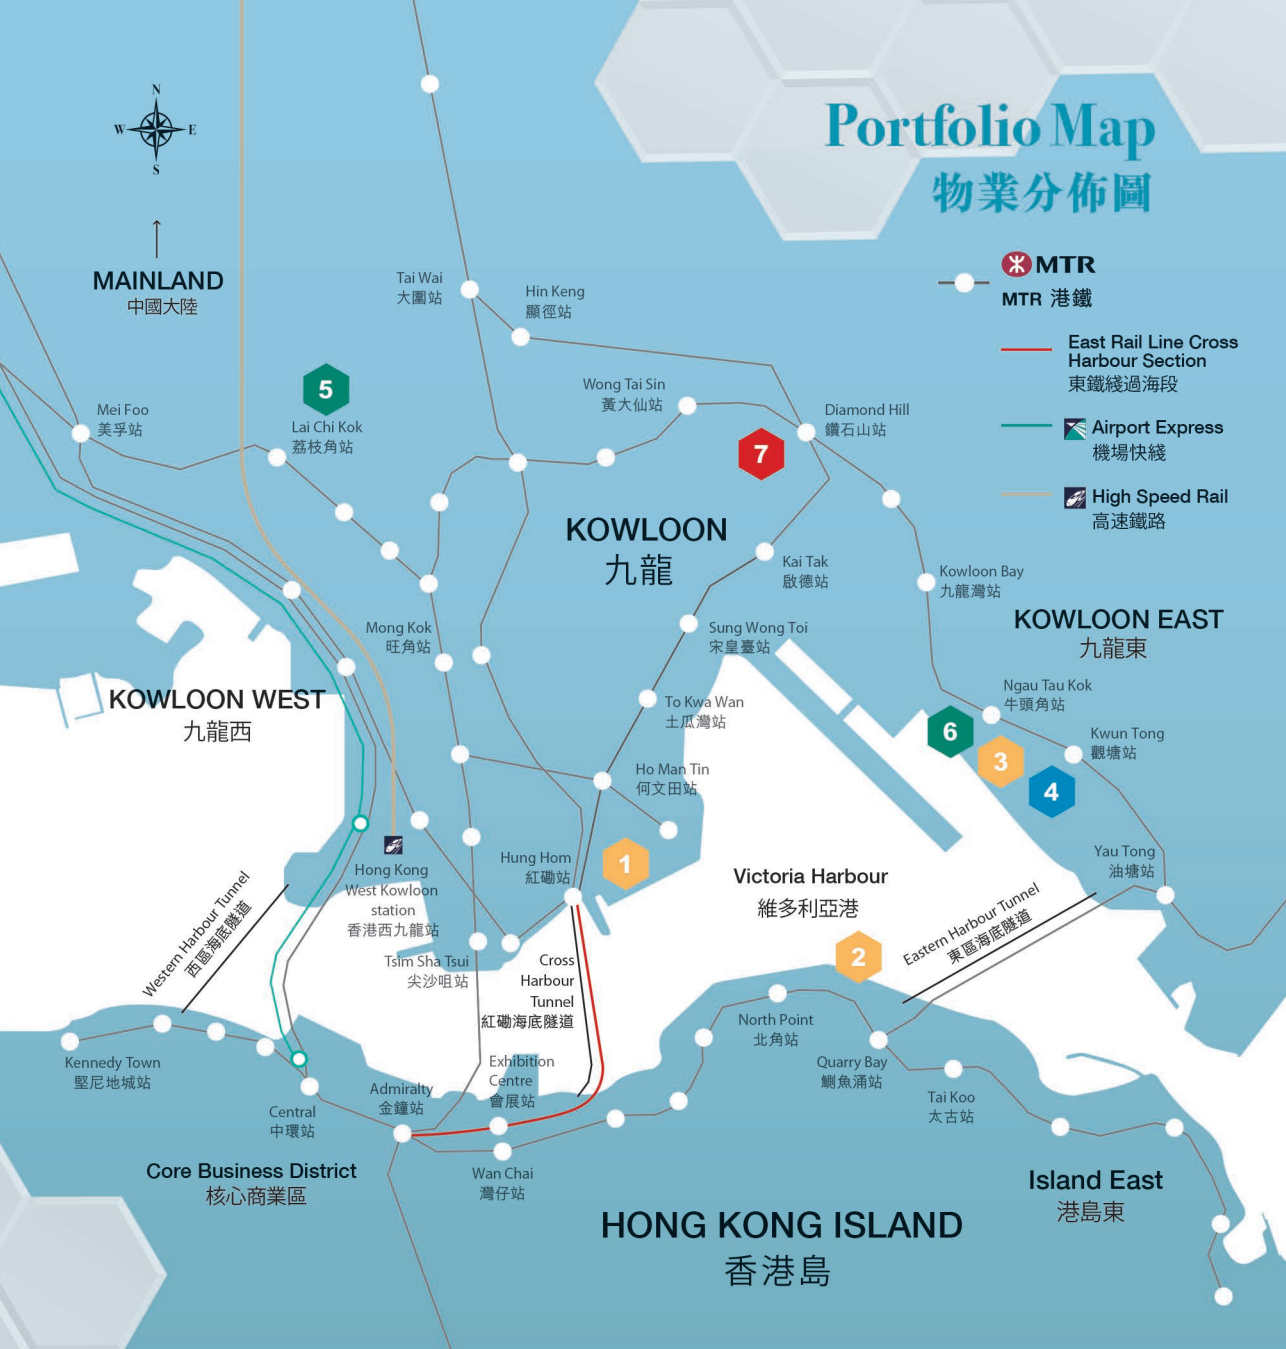 N
W
E
S
Portfolio Map
物業分佈圖
MAINLAND
中國大陸
MTR
MTR 港鐵
East Rail Line Cross
Harbour Section
東鐵綫過海段
Airport Express
機場快綫
High Speed Rail
高速鐵路
Tai Wai
大圍站
Hin Keng
顯徑站
Wong Tai Sin
黃大仙站
Diamond Hill
鑽石山站
Mei Foo
美孚站
5
Lai Chi Kok
荔枝角站
7
KOWLOON
九龍
Kai Tak
啟德站
Kowloon Bay
九龍灣站
KOWLOON EAST
九龍東
Mong Kok
旺角站
Sung Wong Toi
宋皇臺站
KOWLOON WEST
九龍西
To Kwa Wan
土瓜灣站
Ngau Tau Kok
牛頭角站
6
3
4
Kwun Tong
觀塘站
Ho Man Tin
何文田站
Hung Hom
紅磡站
1
Hong Kong
West Kowloon
station
香港西九龍站
Victoria Harbour
維多利亞港
Yau Tong
油塘站
Western Harbour Tunnel
西區海底隧道
Eastern Harbour Tunnel
東區海底隧道
Tsim Sha Tsui
尖沙咀站
Cross
Harbour
Tunnel
紅磡海底隧道
2
North Point
北角站
Kennedy Town
堅尼地城站
Exhibition
Centre
會展站
Quarry Bay
鰂魚涌站
Admiralty
金鐘站
Tai Koo
太古站
Central
中環站
Core Business District
核心商業區
Wan Chai
灣仔站
Island East
港島東
HONG KONG ISLAND
香港島